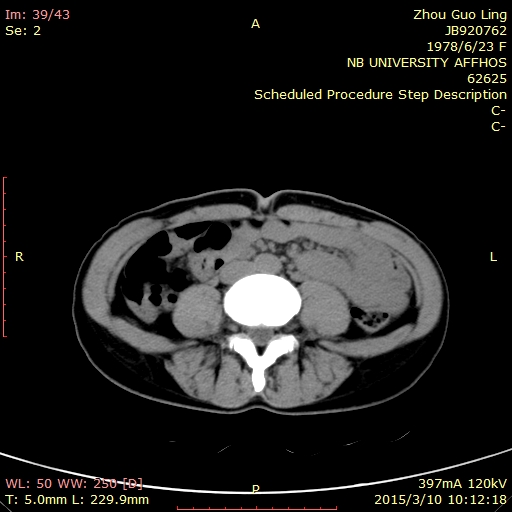 Im: 39/43
Se: 2
A
Zhou Guo Ling
JB920762
1978/6/23 F
NB UNIVERSITY AFFHOS
62625
Scheduled Procedure Step Description
C-
C-
R
L
WL: 50 WW: 250 [D]
T: 5.0mm L: 229.9mm
P
397mA 120kV
2015/3/10 10:12:18